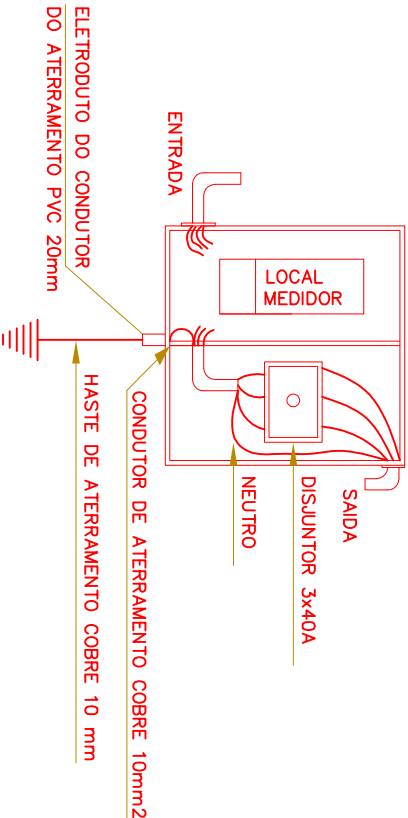 ELETRODUTO DO CONDUTOR
DO ATERRAMENTO PVC 20mm
ENTRADA
LOCAL
MEDIDOR
SAIDA
DISJUNTOR 3x40A
NEUTRO
CONDUTOR DE ATERRAMENTO COBRE 10mm2
HASTE DE ATERRAMENTO COBRE 10 mm